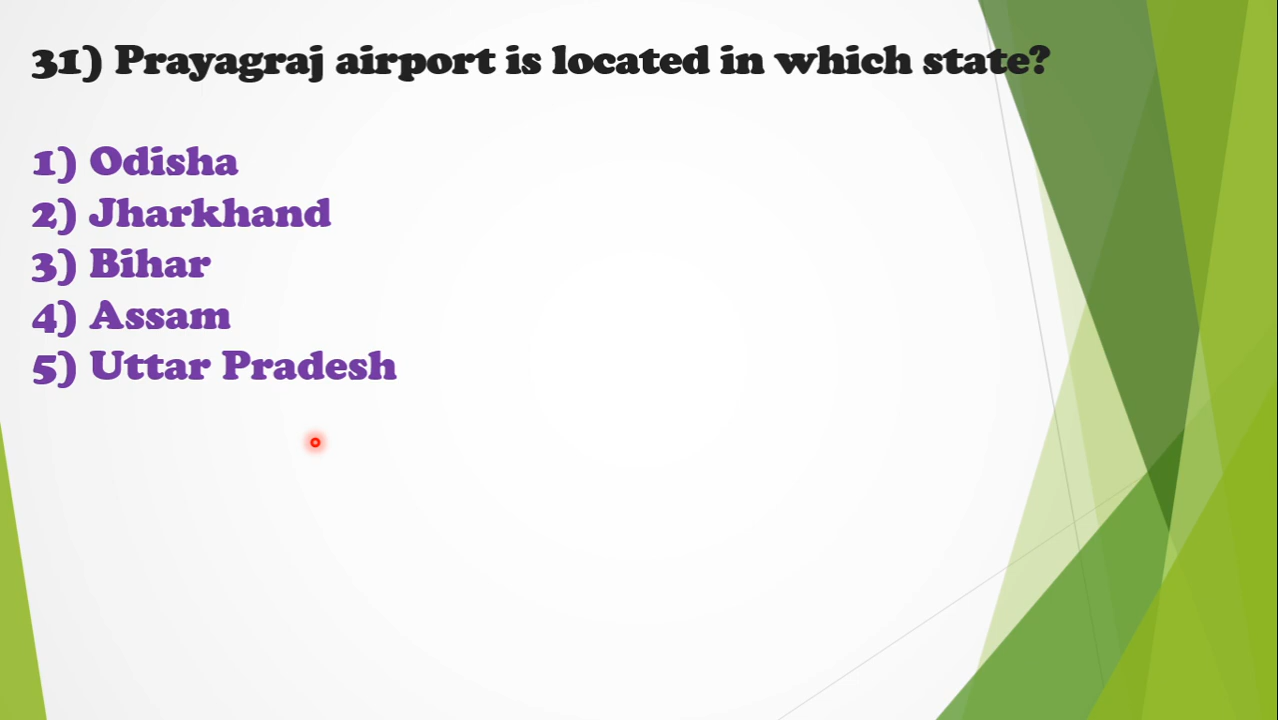 31) Prayagraj airport is located in which state?
1) Odisha
2) Jharkhand
3) Bihar
4) Assam
5) Uttar Pradesh